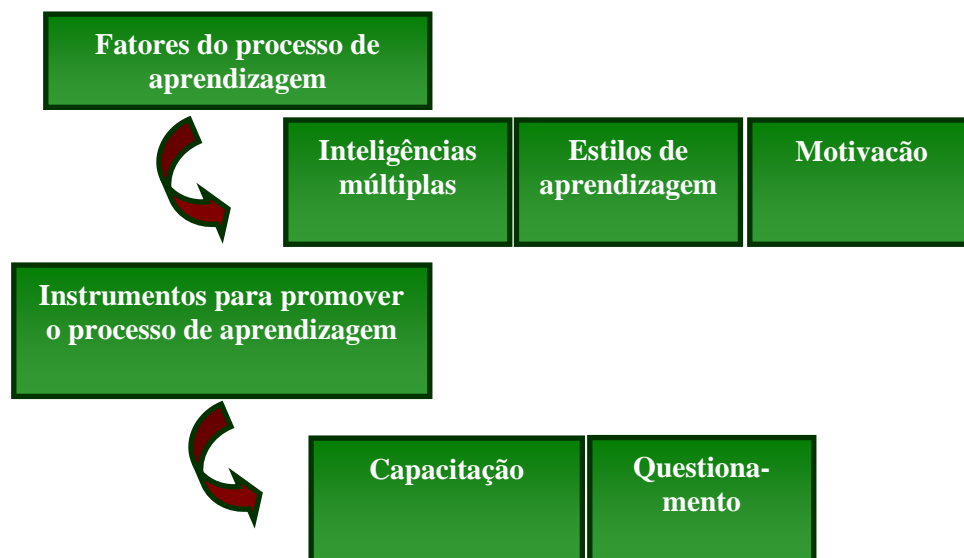 Fatores do processo de
aprendizagem
Inteligências
múltiplas
Estilos de
aprendizagem
Motivacão
Instrumentos para promover
o processo de aprendizagem
Capacitação
Questiona-
mento